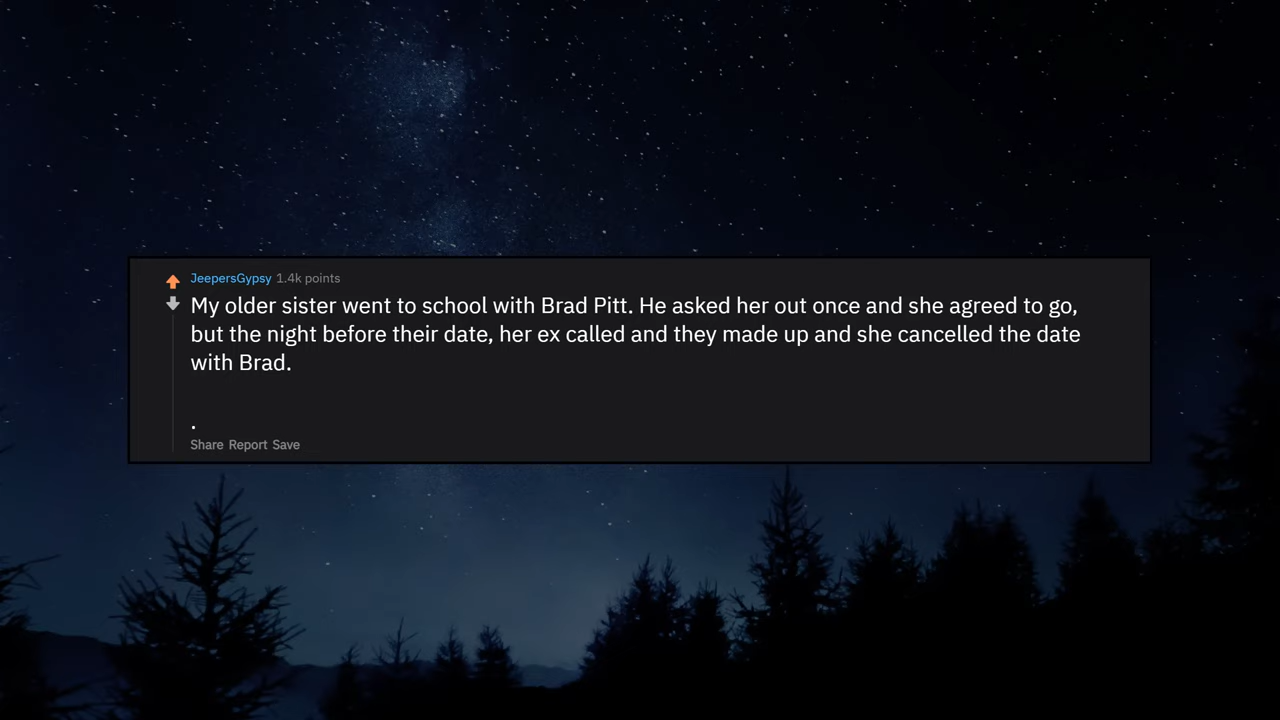 JeepersGypsy 1.4k points
My older sister went to school with Brad Pitt. He asked her out once and she agreed to go,
but the night before their date, her ex called and they made up and she cancelled the date
with Brad.
.
Share Report Save